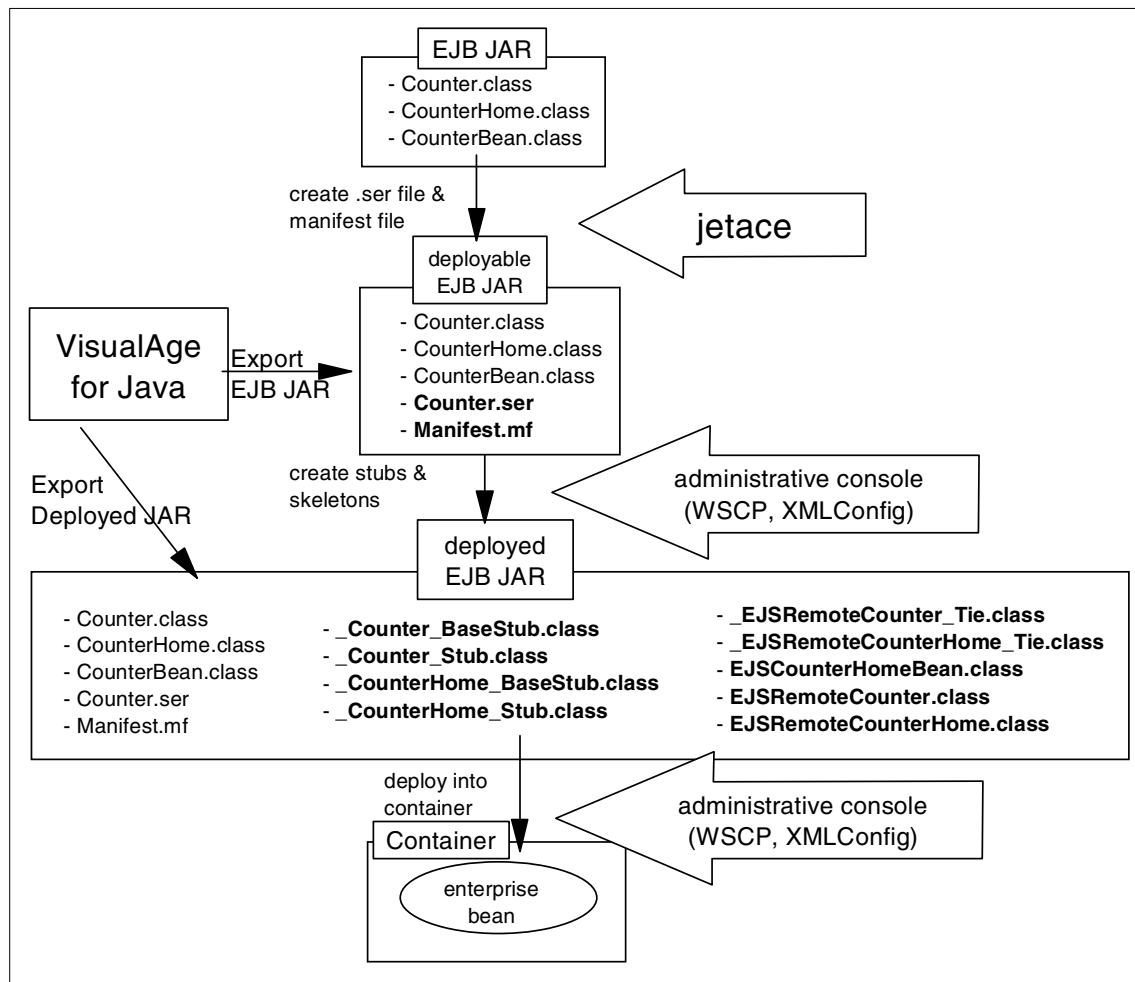 EJB JAR
- Counter.class
- CounterHome.class
- CounterBean.class
create .ser file &
manifest file
jetace
deployable
EJB JAR
- Counter.class
- CounterHome.class
- CounterBean.class
- Counter.ser
- Manifest.mf
VisualAge
for Java
Export
EJB JAR
create stubs &
skeletons
administrative console
(WSCP, XMLConfig)
Export
Deployed JAR
deployed
EJB JAR
- Counter.class
- CounterHome.class
- CounterBean.class
- Counter.ser
- Manifest.mf
- _Counter_BaseStub.class
- _Counter_Stub.class
- _CounterHome_BaseStub.class
- _CounterHome_Stub.class
- _EJSRemoteCounter_Tie.class
- _EJSRemoteCounterHome_Tie.class
- EJSCounterHomeBean.class
- EJSRemoteCounter.class
- EJSRemoteCounterHome.class
deploy into
container
administrative console
(WSCP, XMLConfig)
Container
enterprise
bean